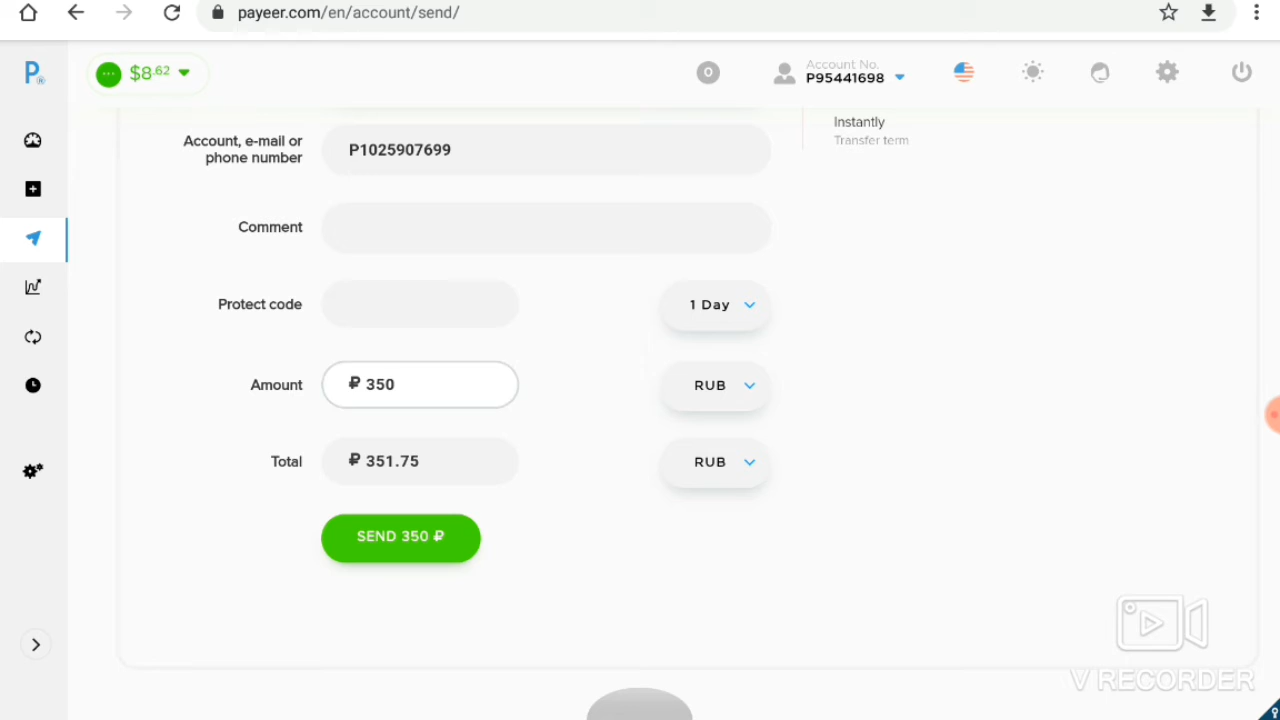 payeer.com/en/account/send/
P®
$8.62
0
Account No.
P95441698
Instantly
Transfer term
Account, e-mail or
phone number
P1025907699
Comment
Protect code
1 Day
Amount
₽ 350
RUB
Total
₽ 351.75
RUB
SEND 350 ₽
V RECORDER